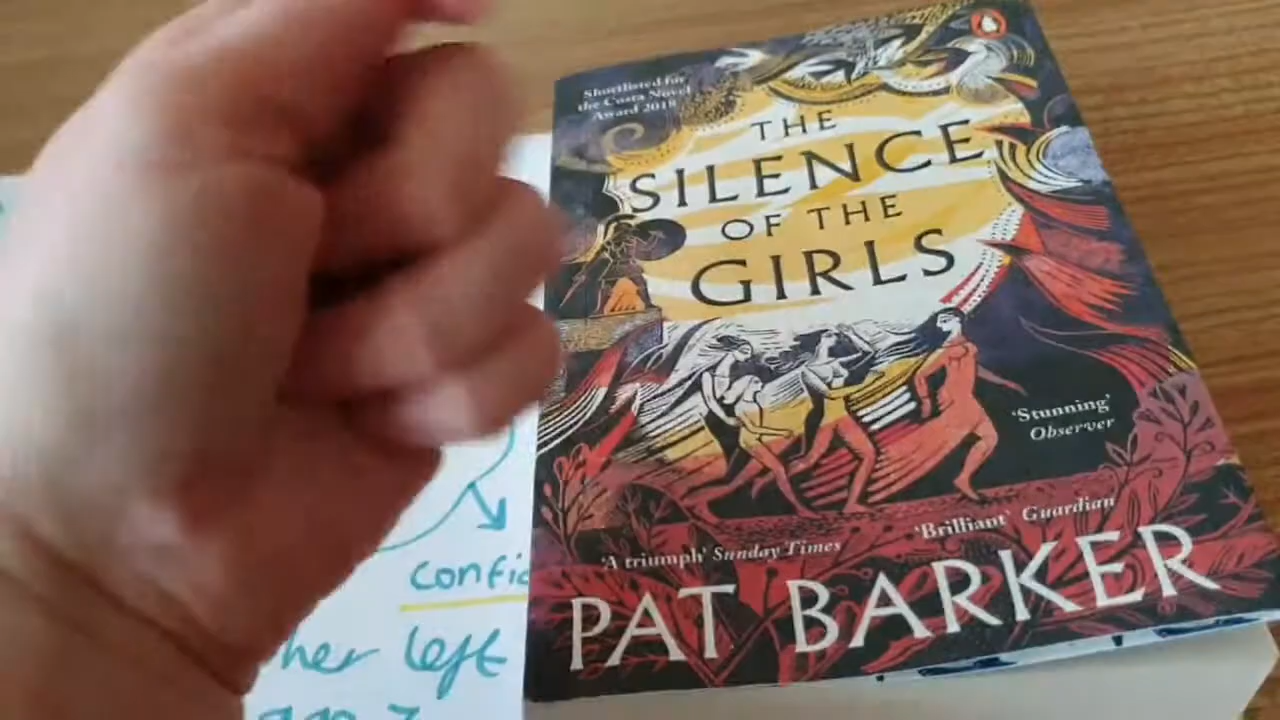 Shortlisted for
the Costa Novel
Award 2018
THE
SILENCE
OF THE
GIRLS
'Stunning'
Observer
'Brilliant' Guardian
'A triumph' Sunday Times
PAT BARKER
her left